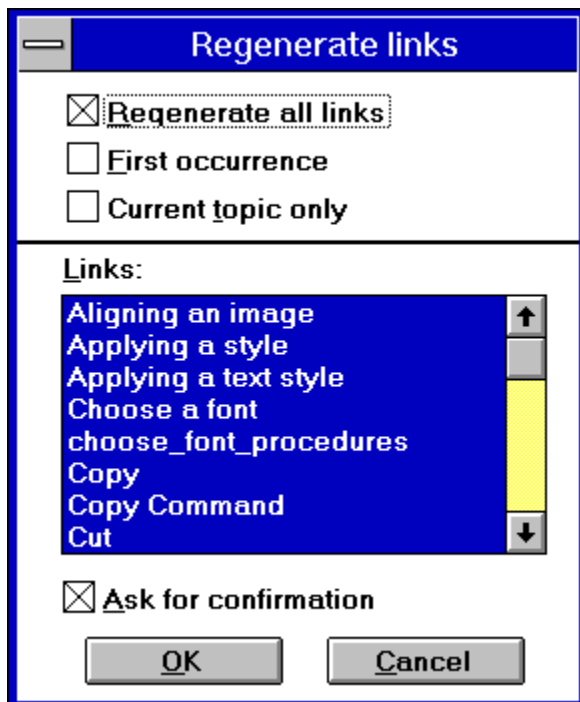 Regenerate links
Regenerate all links
First occurrence
Current topic only
Links:
Aligning an image
Applying a style
Applying a text style
Choose a font
choose_font_procedures
Copy
Copy Command
Cut
Ask for confirmation
OK Cancel